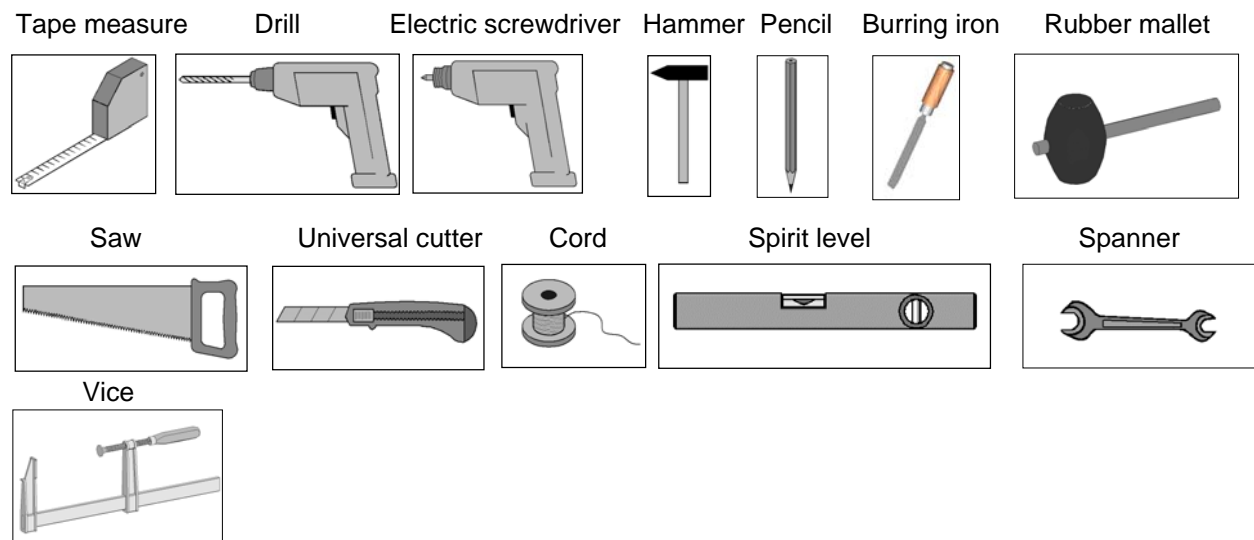 Tape measure Drill Electric screwdriver Hammer Pencil Burring iron Rubber mallet
Saw Universal cutter Cord Spirit level Spanner
Vice